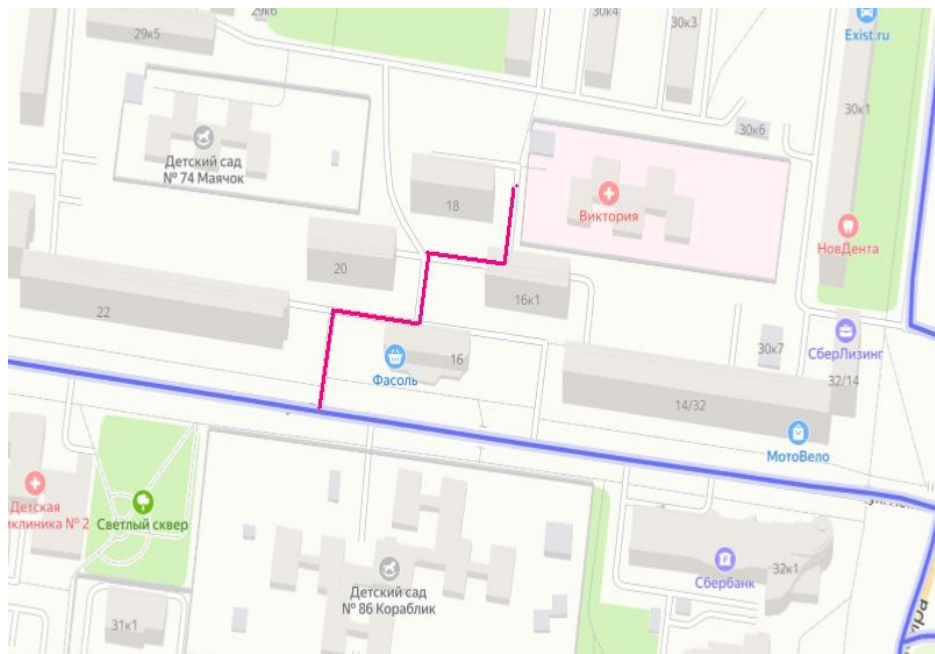 29к6
30к4
30к3
Exist.ru
29к5
30к1
30к6
Детский сад
№ 74 Маячок
18
Виктория
НовДента
20
16к1
22
СберЛизинг
Фасоль
16
30к7
32/14
14/32
МотоВело
Детская
иклиника № 2
Светлый сквер
Сбербанк
32к1
Детский сад
№ 86 Кораблик
31к1